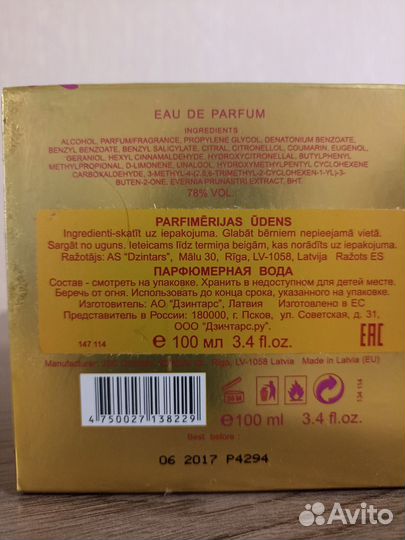 EAU DE PARFUM
INGREDIENTS
ALCOHOL, PARFUM/FRAGRANCE, PROPYLENE GLYCOL, DENATONIUM BENZOATE,
BENZYL BENZOATE, BENZYL SALICYLATE, CITRAL, CITRONELLOL, COUMARIN, EUGENOL,
GERANIOL, HEXYL CINNAMALDEHYDE, HYDROXYCITRONELLAL, BUTYLPHENYL
METHYLPROPIONAL, D-LIMONENE, LINALOOL, HYDROXYMETHYLPENTYL CYCLOHEXENE
CARBOXALDEHYDE, 3-METHYL-4-(2,6,6-TRIMETHYL-2-CYCLOHEXEN-1-YL)-3-
BUTEN-2-ONE, EVERNIA PRUNASTRI EXTRACT, BHT.
78% VOL.
PARFIMĒRIJAS ŪDENS
Ingredienti-skatīt uz iepakojuma. Glabāt bērniem nepieejamā vietā.
Sargāt no uguns. Ieteicams līdz termiņa beigām, kas norādīts uz iepakojuma.
Ražotājs: AS "Dzintars", Mālu 30, Rīga, LV-1058, Latvija Ražots ES
ПАРФЮМЕРНАЯ ВОДА
Состав - смотреть на упаковке. Хранить в недоступном для детей месте.
Беречь от огня. Использовать до конца срока, указанного на упаковке.
Изготовитель: АО «Дзинтарс», Латвия Изготовлено в ЕС
Представитель в России: 180000, г. Псков, ул. Советская, д. 31,
ООО «Дзинтарс.ру»
147 114
℮ 100 мл 3.4 fl.oz.
EAC
Manufacturer: Rīga, LV-1058 Latvia Made in Latvia (EU)
24 M
134 114
4 750027 138229
℮ 100 ml 3.4 fl.oz.
Best before:
06 2017 P4294
Avito